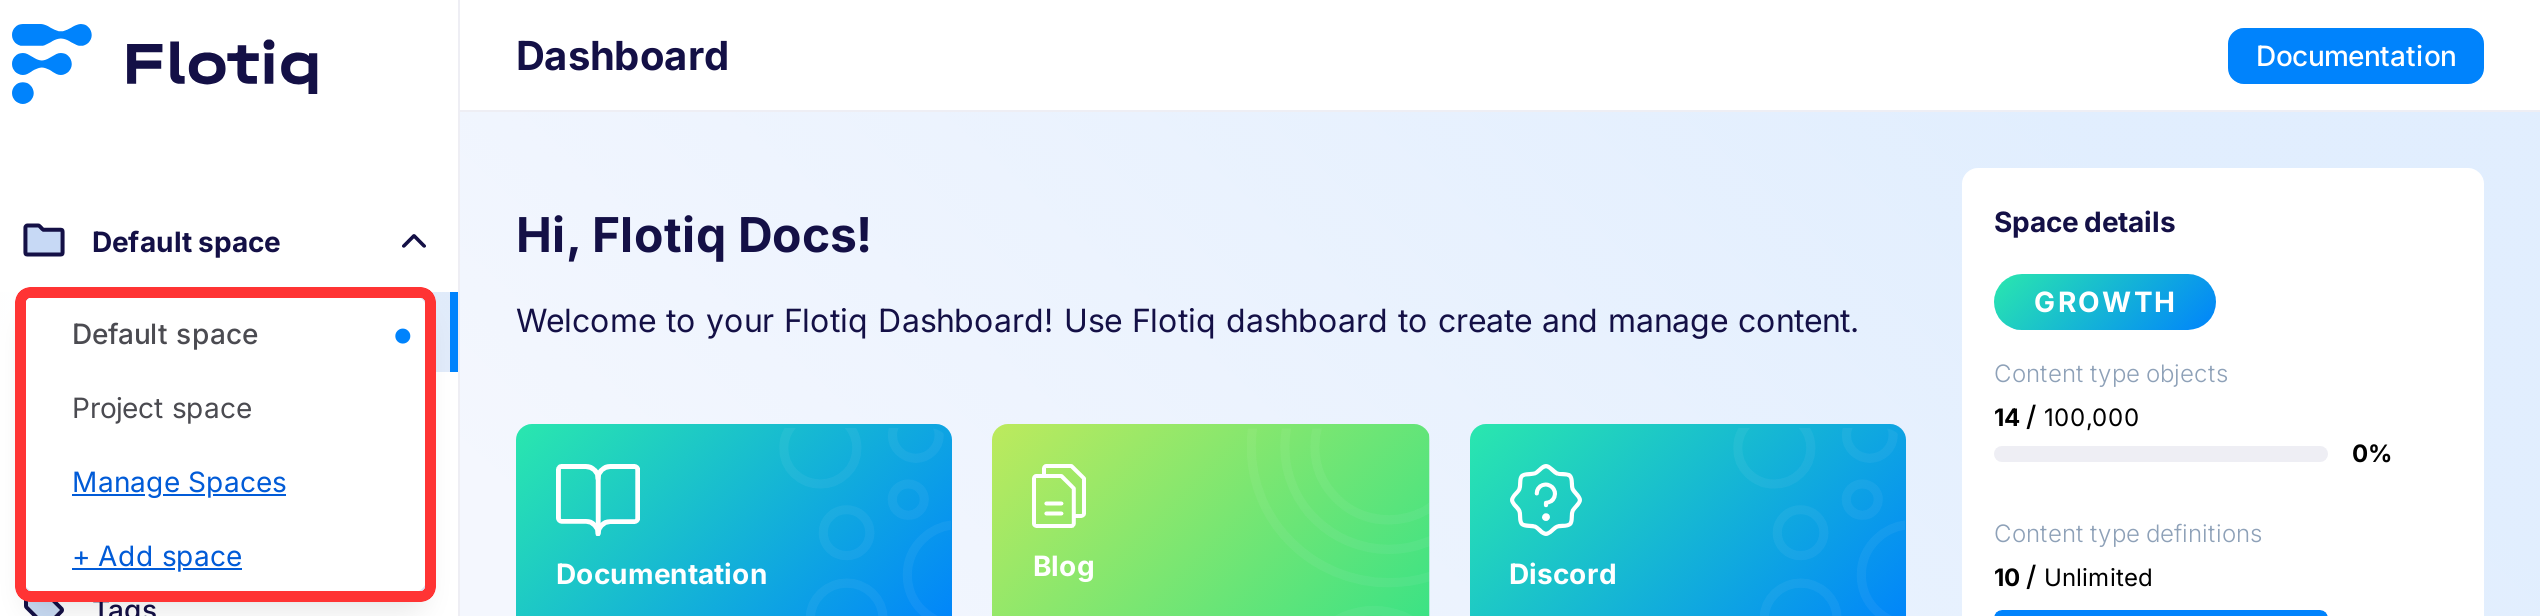 Flotiq
Default space
Default space
Project space
Manage Spaces
+ Add space
Tags
Dashboard
Documentation
Hi, Flotiq Docs!
Welcome to your Flotiq Dashboard! Use Flotiq dashboard to create and manage content.
Documentation
Blog
Discord
Space details
GROWTH
Content type objects
14 / 100,000
0%
Content type definitions
10 / Unlimited